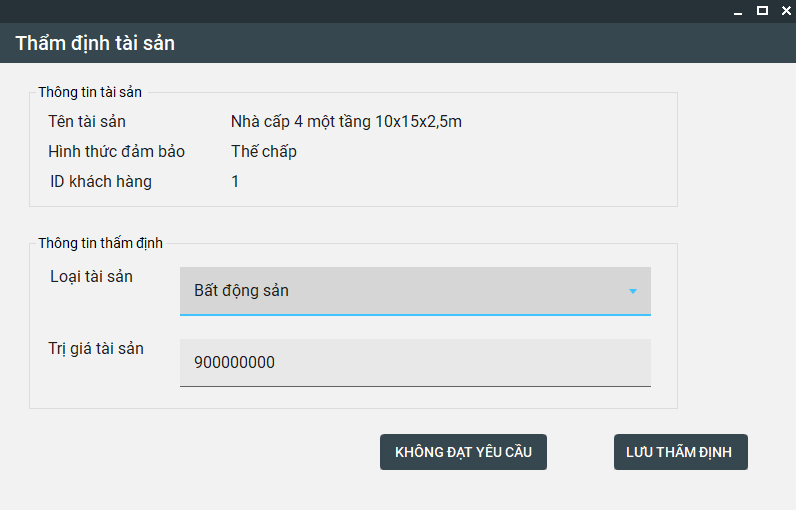 Thẩm định tài sản
Thông tin tài sản
Tên tài sản Nhà cấp 4 một tầng 10x15x2,5m
Hình thức đảm bảo Thế chấp
ID khách hàng 1
Thông tin thẩm định
Loại tài sản Bất động sản
Trị giá tài sản 900000000
KHÔNG ĐẠT YÊU CẦU LƯU THẨM ĐỊNH